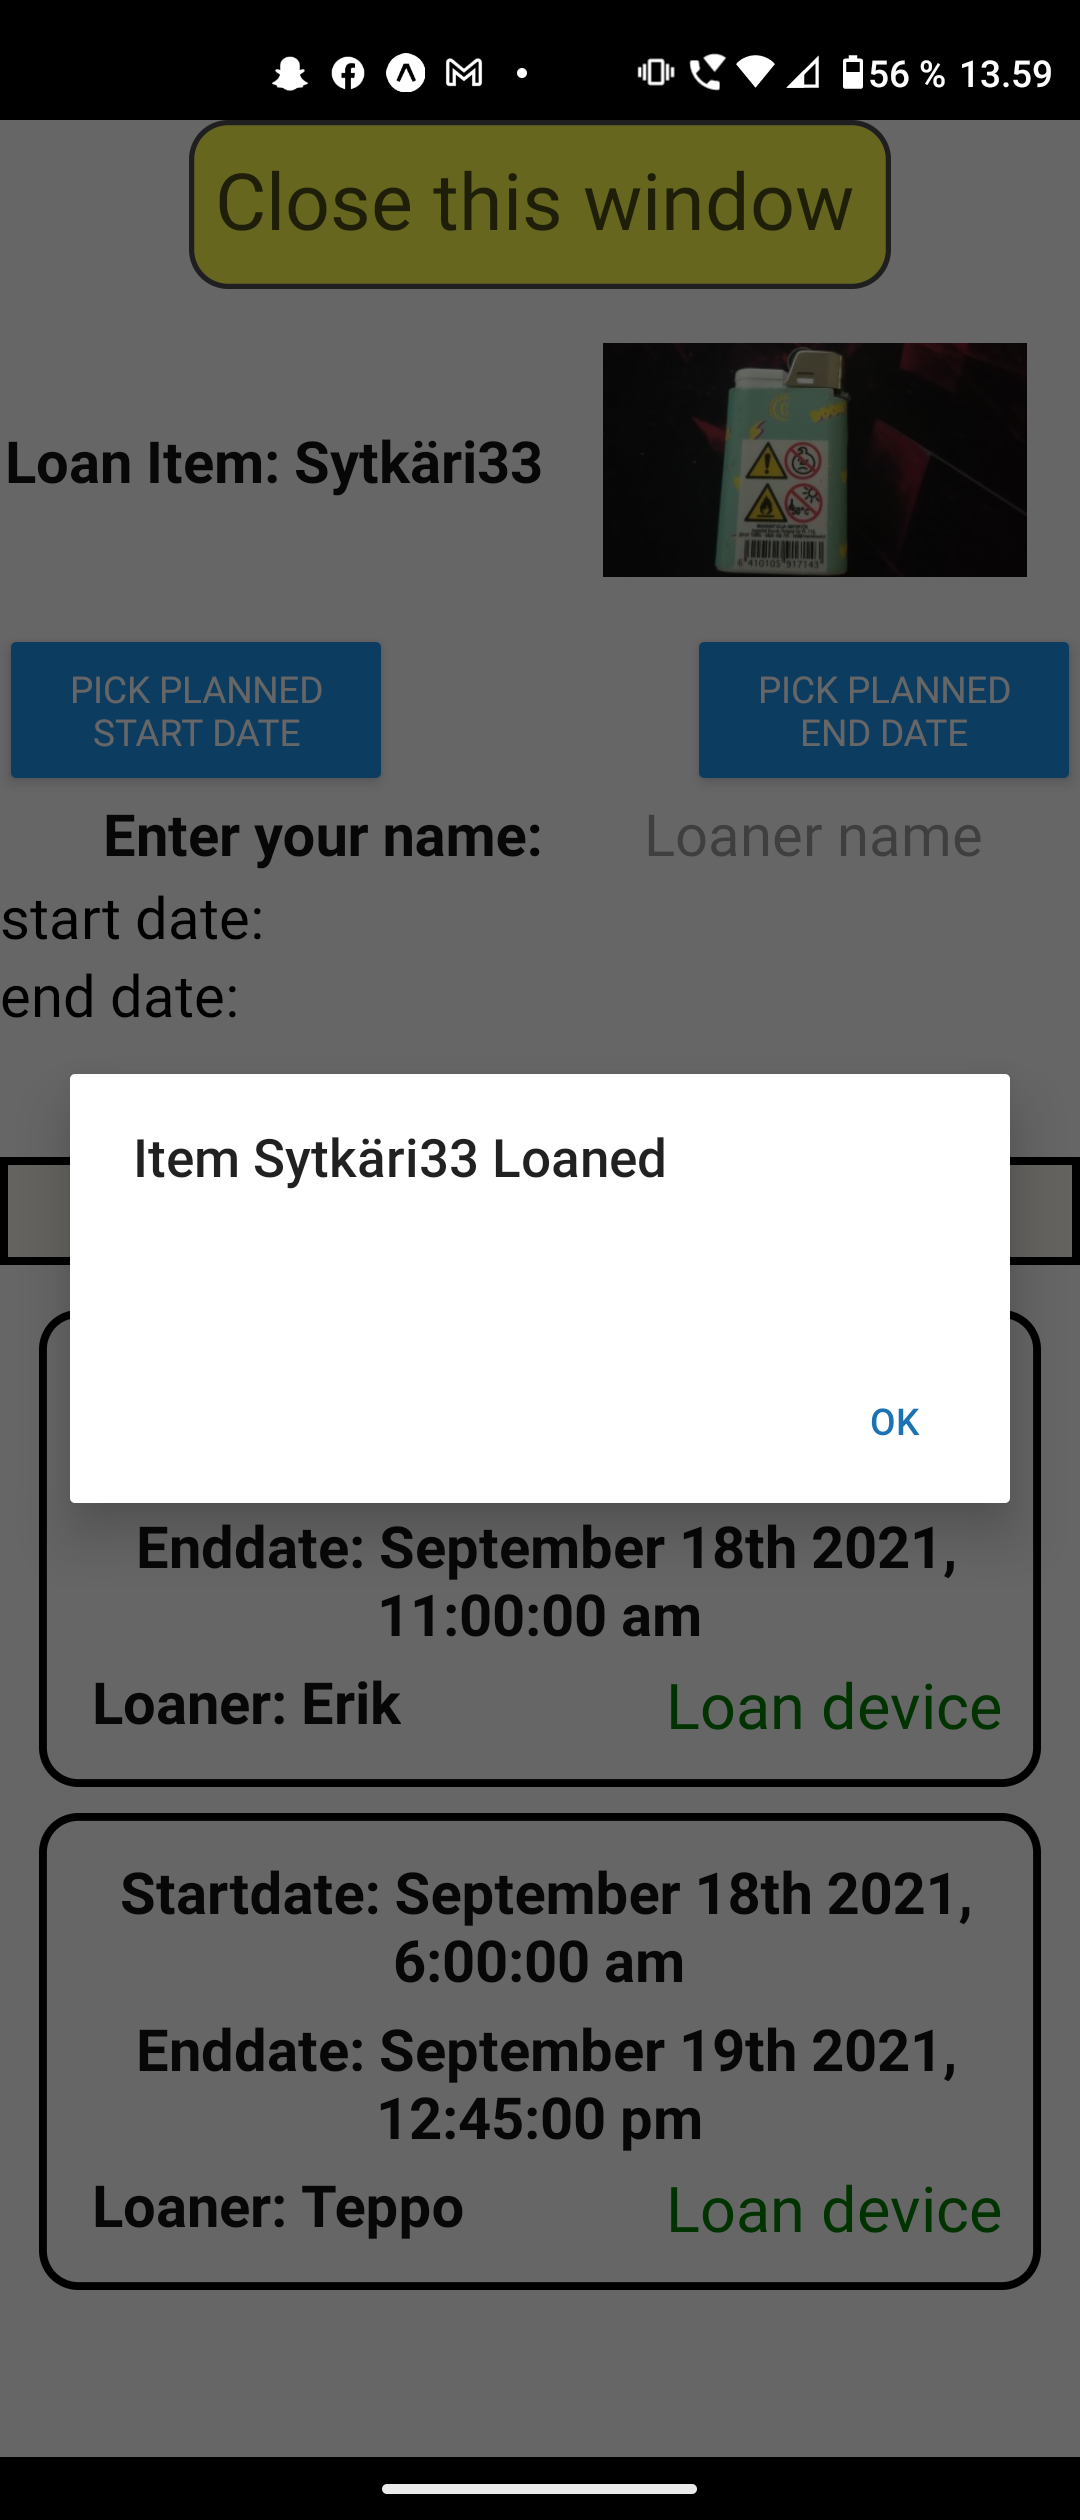 56 % 13.59
Close this window
Loan Item: Sytkäri33
PICK PLANNED
START DATE
PICK PLANNED
END DATE
Enter your name: Loaner name
start date:
end date:
Item Sytkäri33 Loaned
OK
Enddate: September 18th 2021,
11:00:00 am
Loaner: Erik Loan device
Startdate: September 18th 2021,
6:00:00 am
Enddate: September 19th 2021,
12:45:00 pm
Loaner: Teppo Loan device